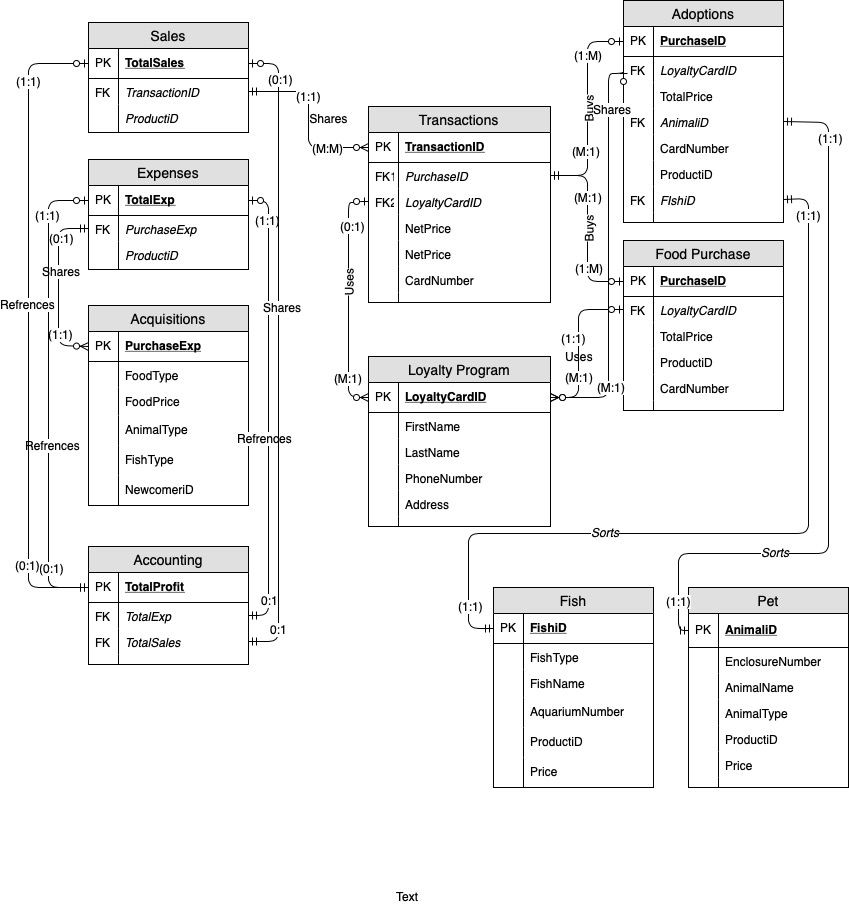 Sales
PK TotalSales
FK TransactionID
ProductiD
Expenses
PK TotalExp
FK PurchaseExp
ProductiD
Acquisitions
PK PurchaseExp
FoodType
FoodPrice
AnimalType
FishType
NewcomeriD
Accounting
PK TotalProfit
FK TotalExp
FK TotalSales
(1:1)
(0:1)
(1:1)
(0:1)
(1:1)
Shares
Refrences
Shares
(1:1)
Refrences
Refrences
(0:1)
(0:1)
0:1
0:1
(1:1)
Shares
(M:M)
Transactions
PK TransactionID
FK1 PurchaseID
FK2 LoyaltyCardID
NetPrice
NetPrice
CardNumber
(0:1)
Uses
(M:1)
Loyalty Program
PK LoyaltyCardID
FirstName
LastName
PhoneNumber
Address
(1:M)
Buys
Shares
(M:1)
(M:1)
Buys
(1:M)
(1:1)
Uses
(M:1)
(M:1)
Adoptions
PK PurchaseID
FK LoyaltyCardID
TotalPrice
FK AnimaliD
CardNumber
ProductiD
FK FIshiD
(1:1)
(1:1)
Food Purchase
PK PurchaseID
FK LoyaltyCardID
TotalPrice
ProductiD
CardNumber
Sorts
Sorts
(1:1)
(1:1)
Fish
PK FishiD
FishType
FishName
AquariumNumber
ProductiD
Price
Pet
PK AnimaliD
EnclosureNumber
AnimalName
AnimalType
ProductiD
Price
Text